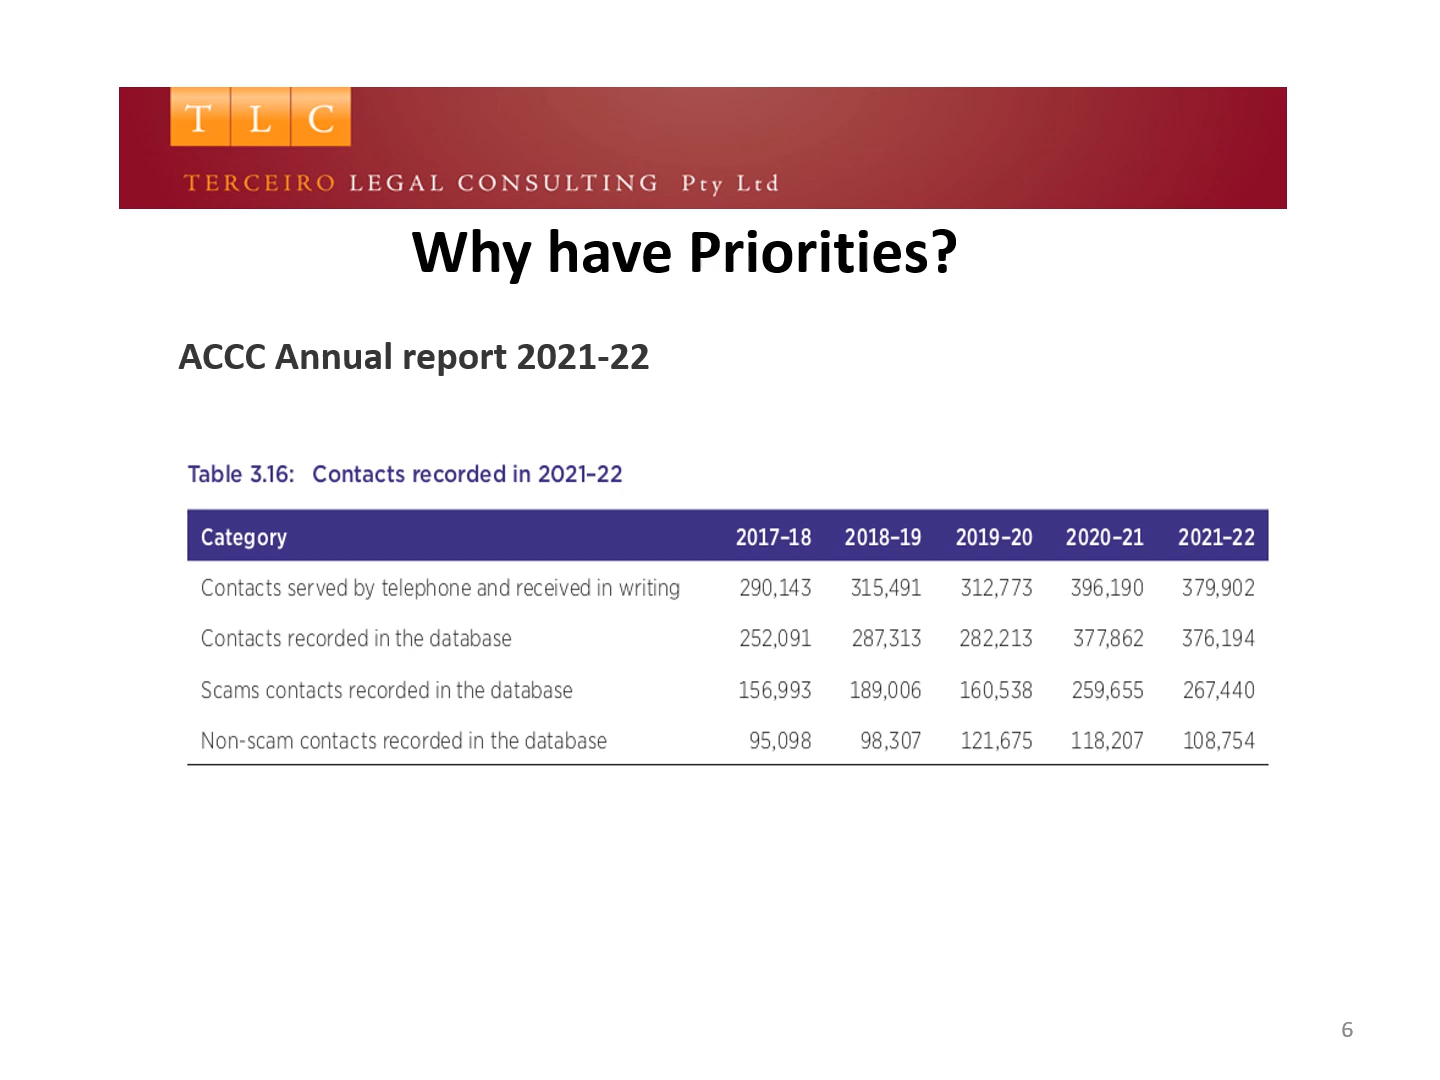 T L C
TERCEIRO LEGAL CONSULTING Pty Ltd
Why have Priorities?
ACCC Annual report 2021-22
Table 3.16: Contacts recorded in 2021–22
Category 2017–18 2018–19 2019–20 2020–21 2021–22
Contacts served by telephone and received in writing 290,143 315,491 312,773 396,190 379,902
Contacts recorded in the database 252,091 287,313 282,213 377,862 376,194
Scams contacts recorded in the database 156,993 189,006 160,538 259,655 267,440
Non-scam contacts recorded in the database 95,098 98,307 121,675 118,207 108,754
6